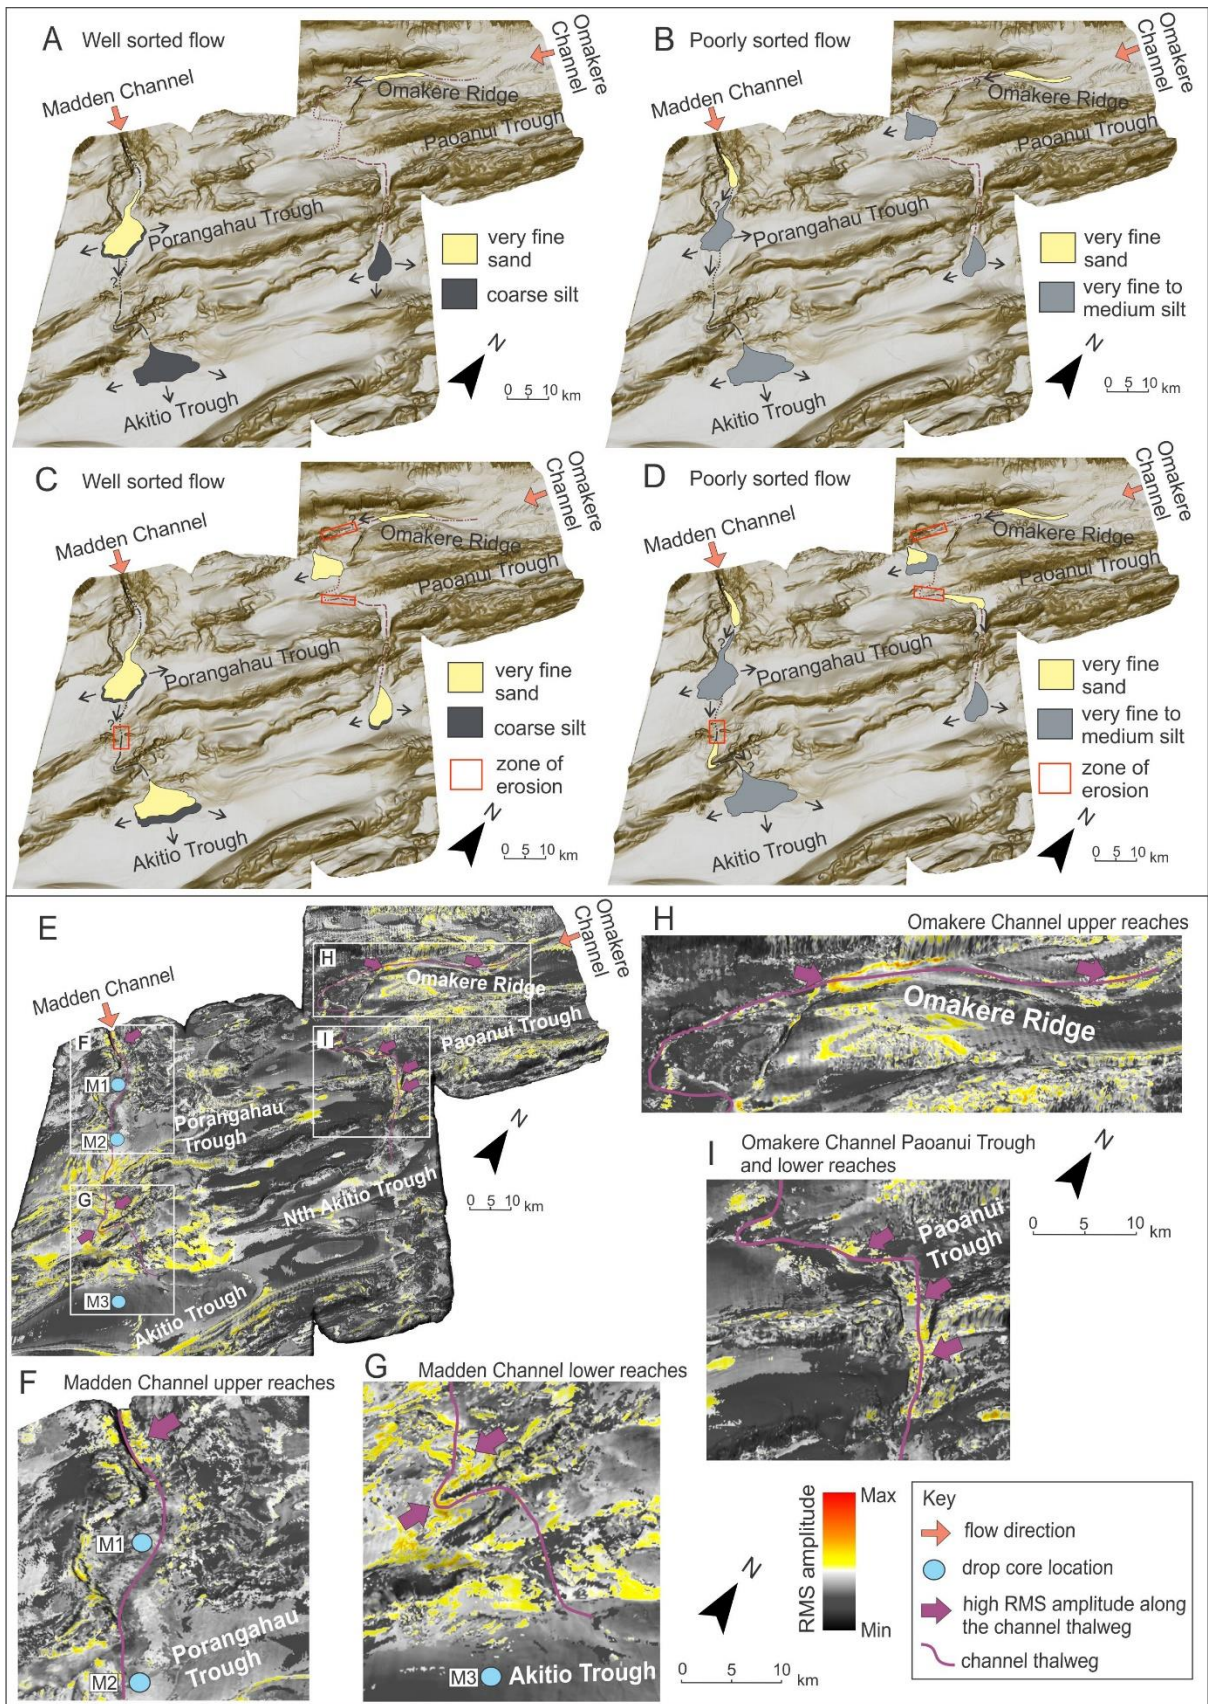 A
Well sorted flow
Madden Channel
Omakere
Channel
?
Omakere Ridge
Paoanui Trough
Porangahau Trough
?
very fine
sand
coarse silt
Akitio Trough
N
0 5 10 km
B
Poorly sorted flow
Madden Channel
Omakere
Channel
?
Omakere Ridge
Paoanui Trough
?
Porangahau Trough
very fine
sand
very fine to
medium silt
Akitio Trough
N
0 5 10
km
C
Well sorted flow
Madden Channel
Omakere
Channel
?
Omakere Ridge
Paoanui Trough
Porangahau Trough
?
very fine
sand
coarse silt
zone of
erosion
Akitio Trough
N
0 5 10
km
D
Poorly sorted flow
Madden Channel
Omakere
Channel
?
Omakere Ridge
Paoanui Trough
?
Porangahau Trough
?
very fine
sand
very fine to
medium silt
zone of
erosion
Akitio Trough
N
0 5 10
km
E
Madden Channel
Omakere
Channel
H
Omakere Ridge
Paoanui Trough
F
I
M1
Porangahau
Trough
M2
G
Nth Akitio Trough
M3
Akitio Trough
N
0 5 10
km
H
Omakere Channel upper reaches
Omakere Ridge
I
Omakere Channel Paoanui Trough
and lower reaches
Paoanui
Trough
N
0 5 10
km
F
Madden Channel upper reaches
M1
Porangahau
Trough
M2
G
Madden Channel lower reaches
M3
Akitio Trough
RMS amplitude
Max
Min
N
0 5 10
km
Key
flow direction
drop core location
high RMS amplitude along
the channel thalweg
channel thalweg